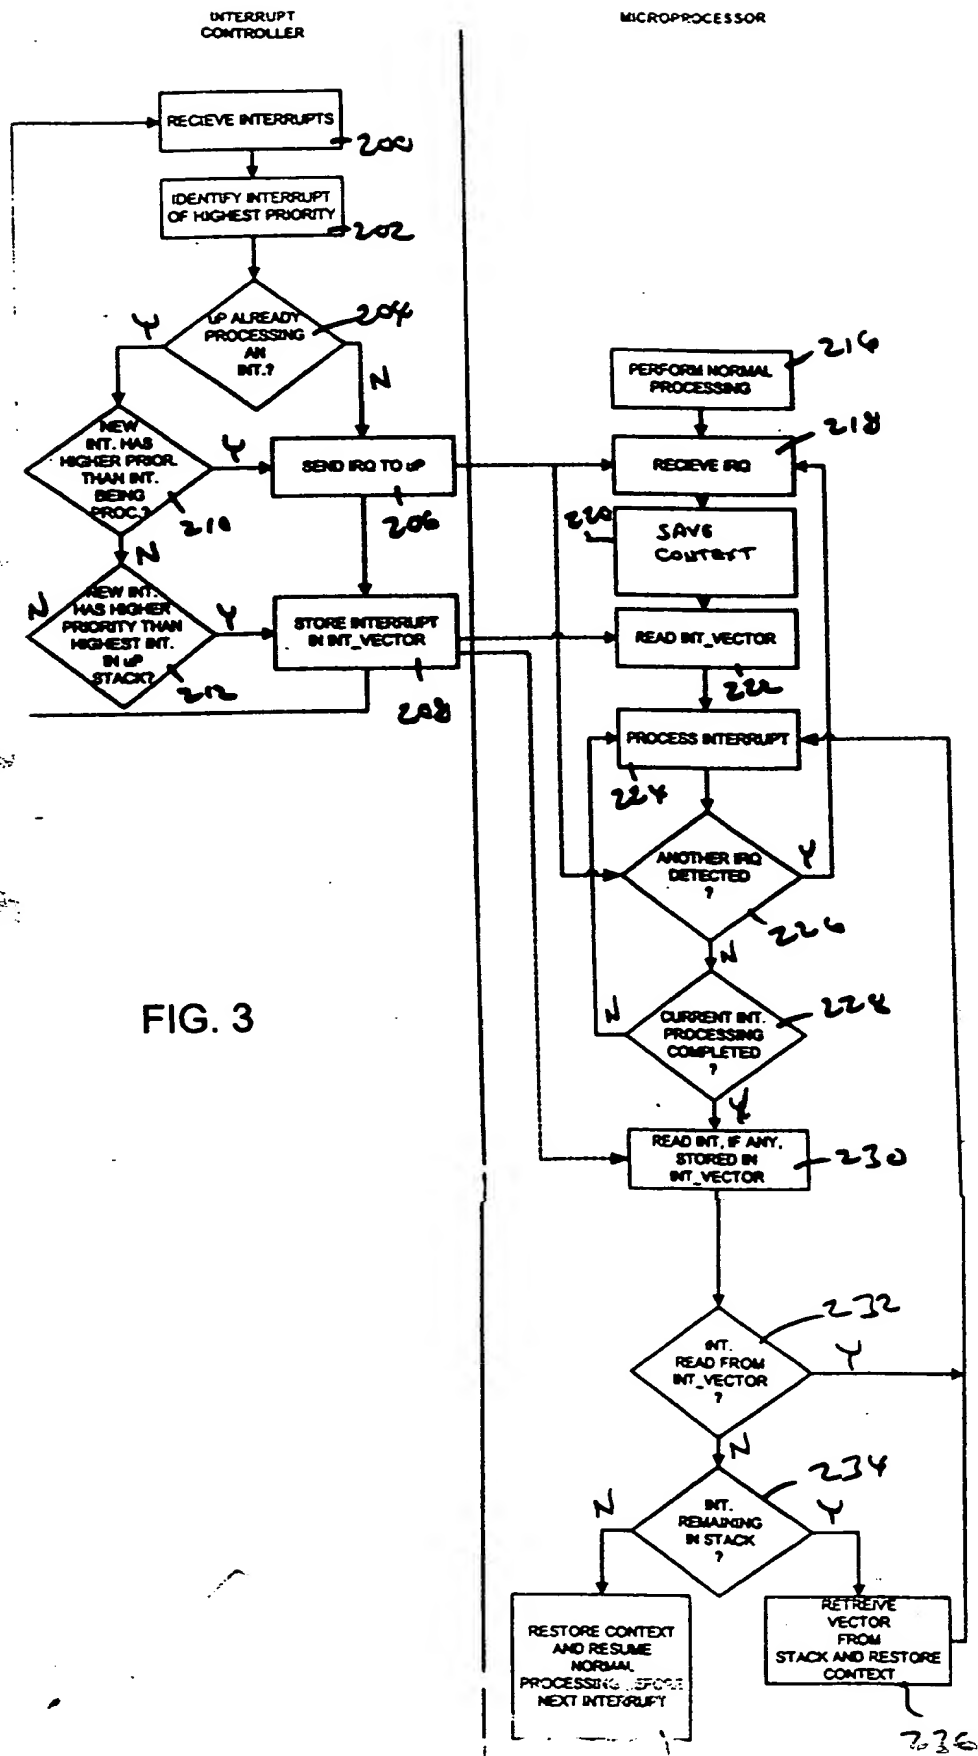 INTERRUPT
CONTROLLER
MICROPROCESSOR
RECIEVE INTERRUPTS
200
IDENTIFY INTERRUPT
OF HIGHEST PRIORITY
202
uP ALREADY
PROCESSING
AN
INT.?
204
Y
N
NEW
INT. HAS
HIGHER PRIOR.
THAN INT.
BEING
PROC.?
210
Y
N
SEND IRQ TO uP
206
NEW INT.
HAS HIGHER
PRIORITY THAN
HIGHEST INT.
IN uP
STACK?
212
N
Y
STORE INTERRUPT
IN INT_VECTOR
208
PERFORM NORMAL
PROCESSING
216
RECIEVE IRQ
218
220
SAVE
CONTEXT
READ INT_VECTOR
222
PROCESS INTERRUPT
224
ANOTHER IRQ
DETECTED
?
Y
226
N
FIG. 3
CURRENT INT.
PROCESSING
COMPLETED
?
228
N
Y
READ INT, IF ANY,
STORED IN
INT_VECTOR
230
232
INT.
READ FROM
INT_VECTOR
?
Y
N
234
INT.
REMAINING
IN STACK
?
N
Y
RESTORE CONTEXT
AND RESUME
NORMAL
PROCESSING BEFORE
NEXT INTERRUPT
RETREIVE
VECTOR
FROM
STACK AND RESTORE
CONTEXT
236